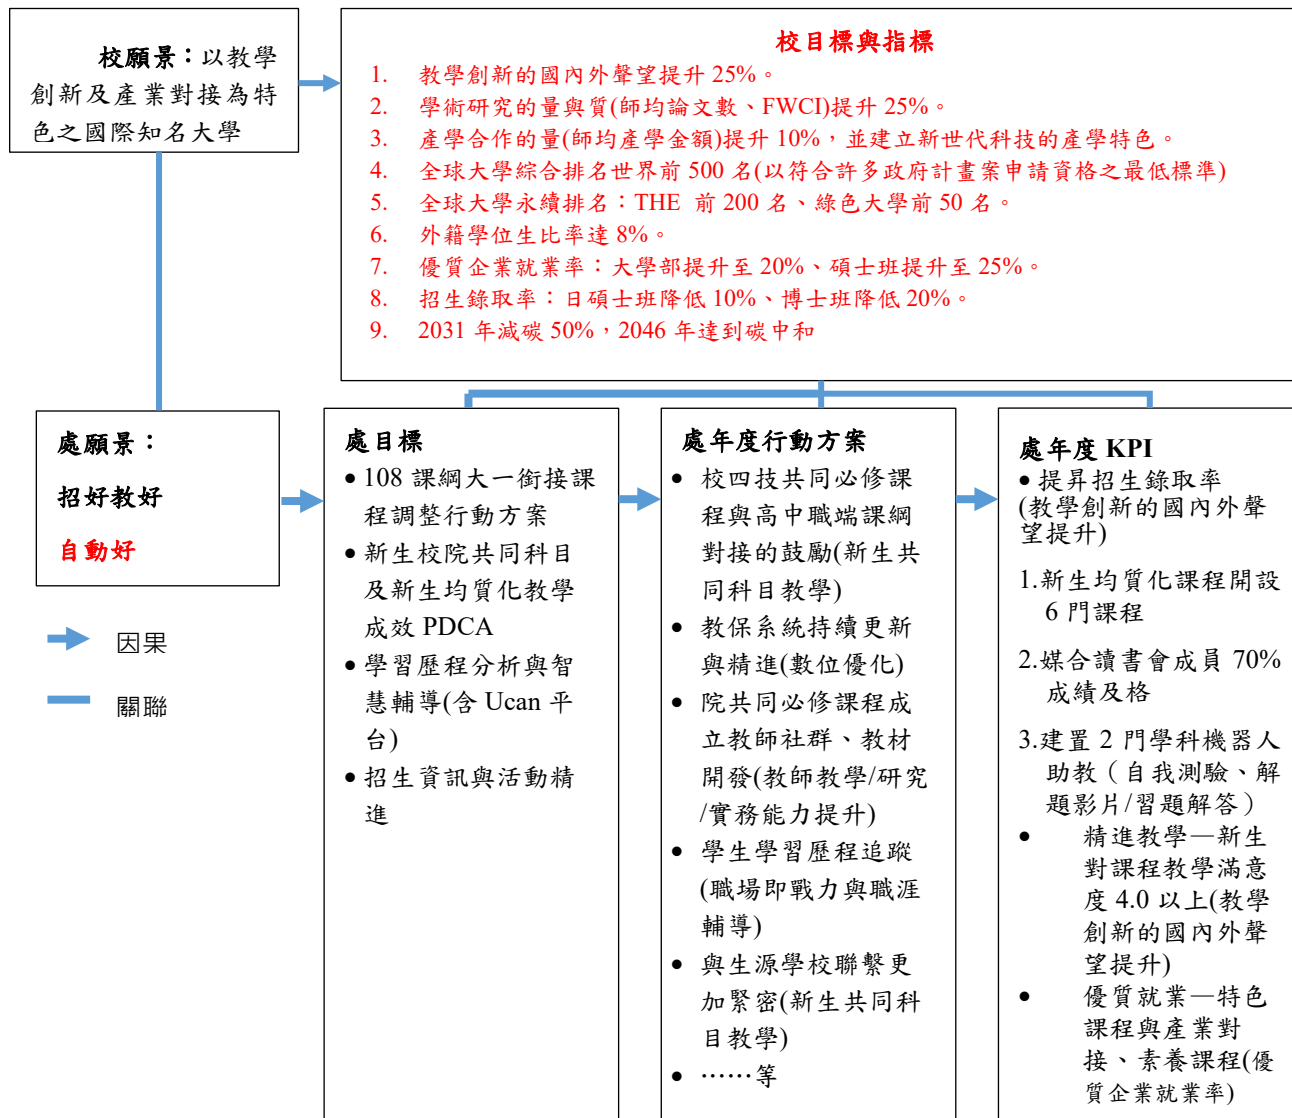 校願景：以教學
創新及產業對接為特
色之國際知名大學
校目標與指標
1. 教學創新的國內外聲望提升 25%。
2. 學術研究的量與質(師均論文數、FWCI)提升 25%。
3. 產學合作的量(師均產學金額)提升 10%，並建立新世代科技的產學特色。
4. 全球大學綜合排名世界前 500 名(以符合許多政府計畫案申請資格之最低標準)
5. 全球大學永續排名：THE 前 200 名、綠色大學前 50 名。
6. 外籍學位生比率達 8%。
7. 優質企業就業率：大學部提升至 20%、碩士班提升至 25%。
8. 招生錄取率：日碩士班降低 10%、博士班降低 20%。
9. 2031 年減碳 50%，2046 年達到碳中和
處願景：
招好教好
自動好
因果
關聯
處目標
• 108 課綱大一銜接課
程調整行動方案
• 新生校院共同科目
及新生均質化教學
成效 PDCA
• 學習歷程分析與智
慧輔導(含 Ucan 平
台)
• 招生資訊與活動精
進
處年度行動方案
• 校四技共同必修課
程與高中職端課綱
對接的鼓勵(新生共
同科目教學)
• 教保系統持續更新
與精進(數位優化)
• 院共同必修課程成
立教師社群、教材
開發(教師教學/研究
/實務能力提升)
• 學生學習歷程追蹤
(職場即戰力與職涯
輔導)
• 與生源學校聯繫更
加緊密(新生共同科
目教學)
• ……等
處年度 KPI
• 提昇招生錄取率
(教學創新的國內外聲
望提升)
1.新生均質化課程開設
6 門課程
2.媒合讀書會成員 70%
成績及格
3.建置 2 門學科機器人
助教（自我測驗、解
題影片/習題解答）
• 精進教學—新生
對課程教學滿意
度 4.0 以上(教學
創新的國內外聲
望提升)
• 優質就業—特色
課程與產業對
接、素養課程(優
質企業就業率)